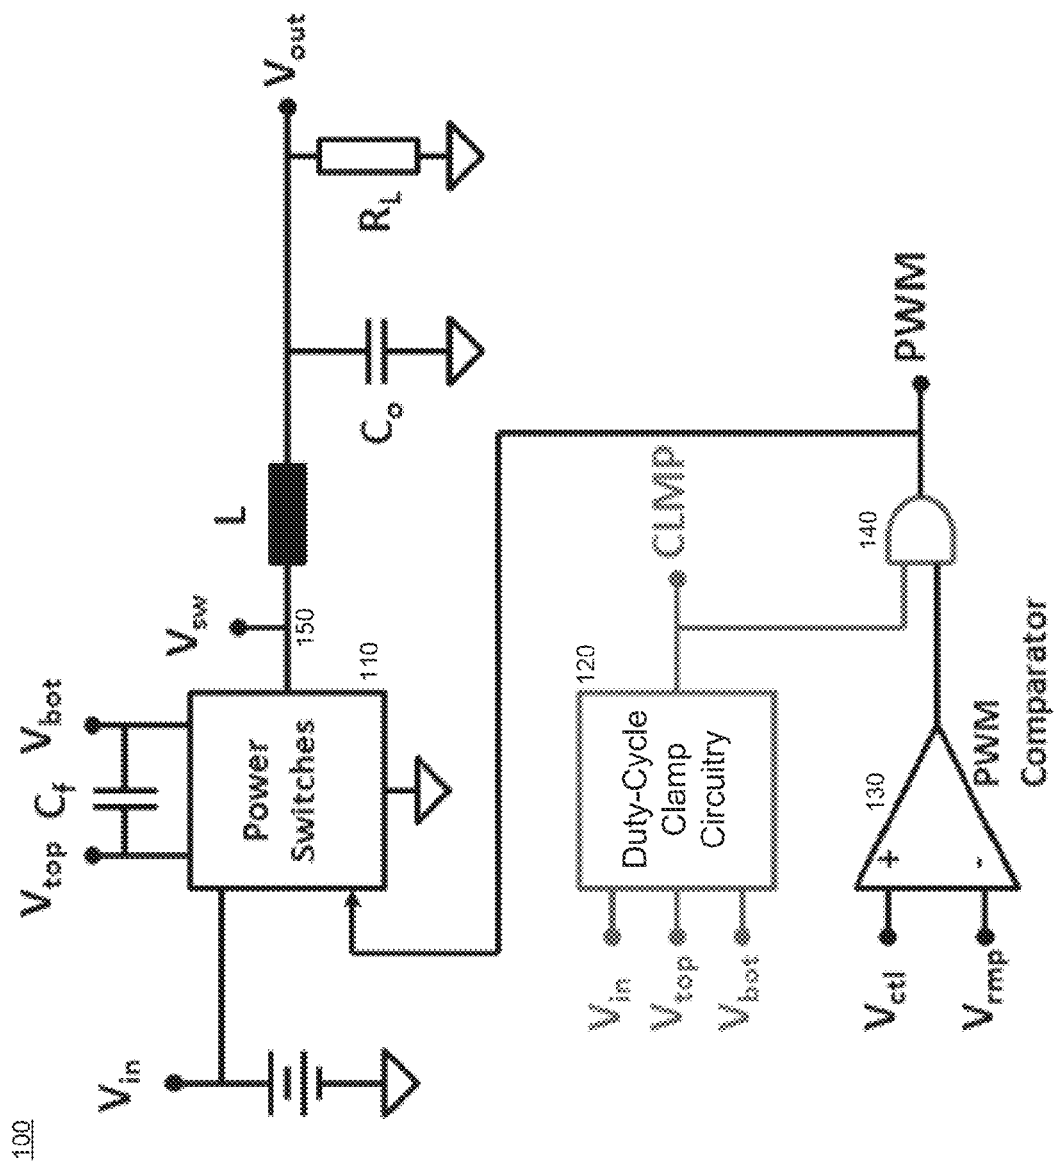 100
V_in
V_top
C_f
V_bot
Power
Switches
110
V_sw
150
L
C_o
R_L
V_out
V_in
V_top
V_bot
Duty-Cycle
Clamp
Circuitry
120
CLMP
V_ctl
V_rmp
+
-
130
PWM
Comparator
140
PWM